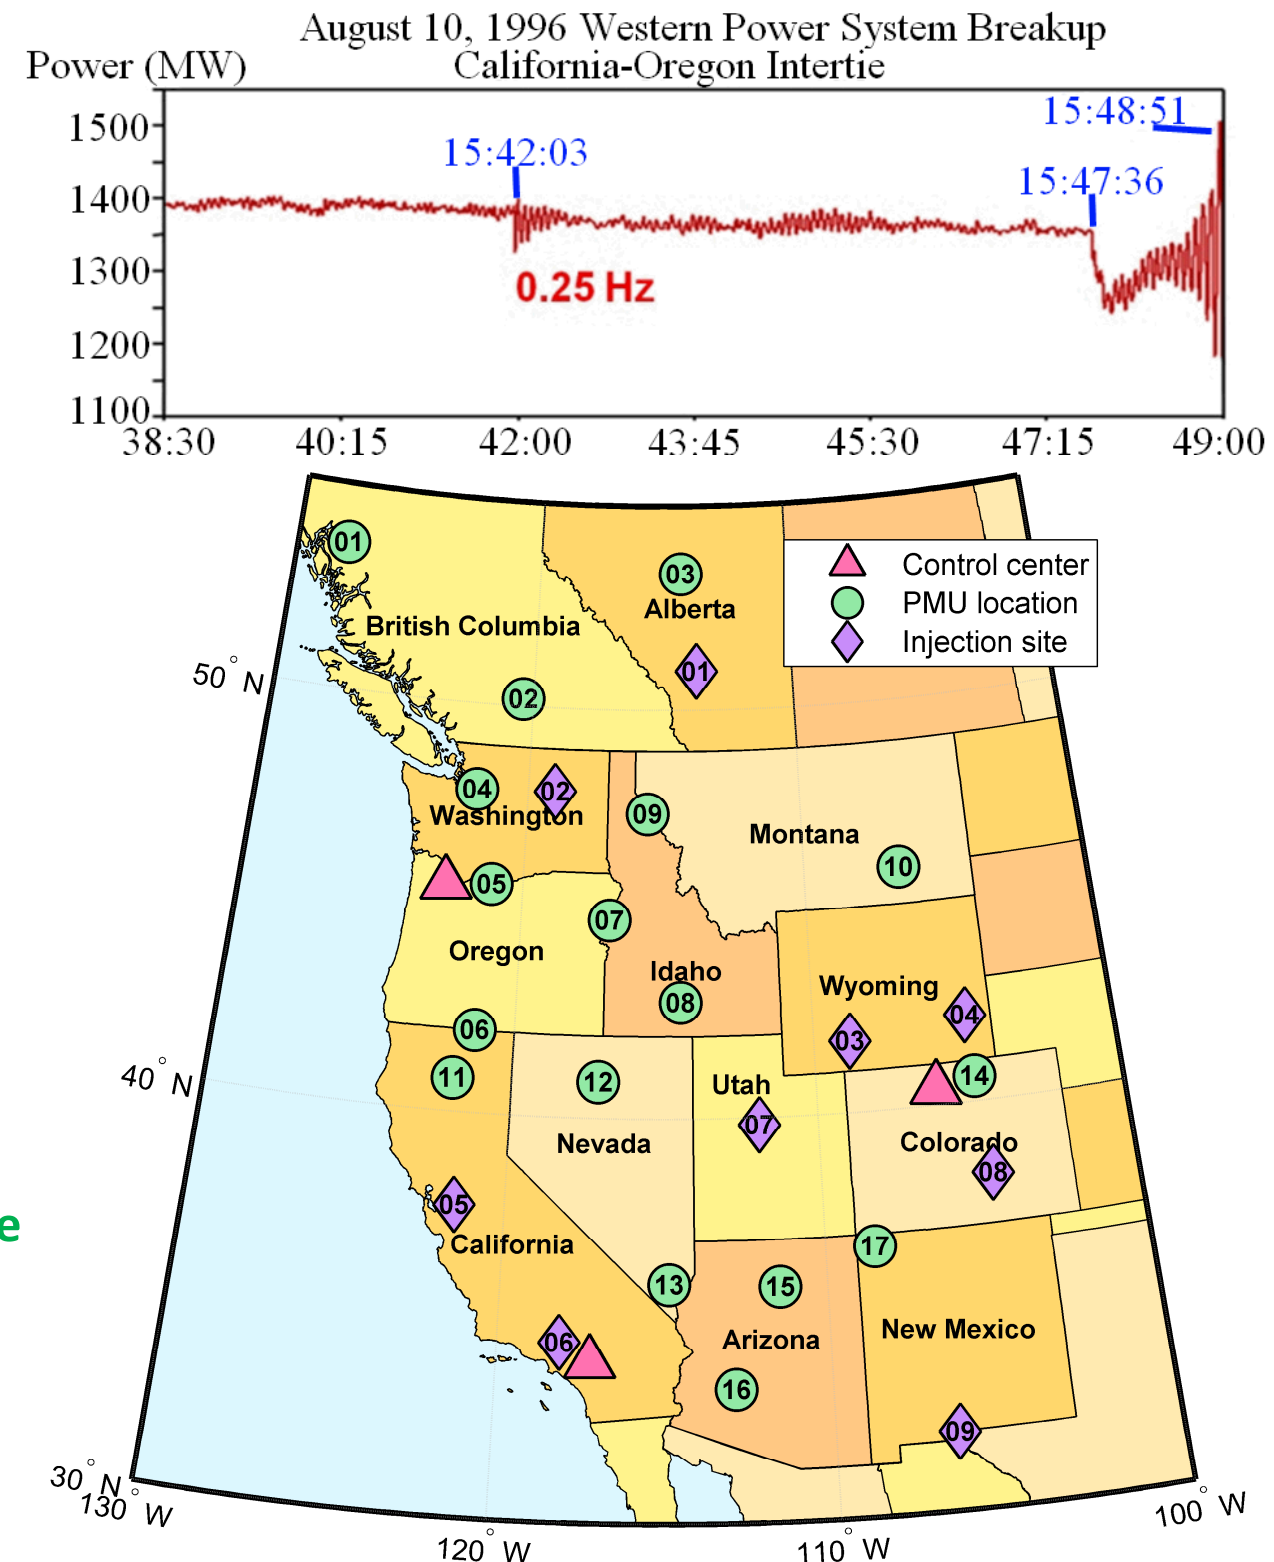 August 10, 1996 Western Power System Breakup
Power (MW)
California-Oregon Intertie
15:48:51
1500
15:42:03
15:47:36
1400
1300
0.25 Hz
1200
1100
38:30 40:15 42:00 43:45 45:30 47:15 49:00
01
03
Control center
PMU location
Injection site
Alberta
British Columbia
50° N
01
02
04
02
Washington
09
Montana
10
05
07
Oregon
Idaho
Wyoming
08
04
06
03
40° N
11
12
Utah
14
07
Nevada
Colorado
08
05
e
California
17
13
15
New Mexico
Arizona
06
16
09
30° N
130° W
120° W
110° W
100° W